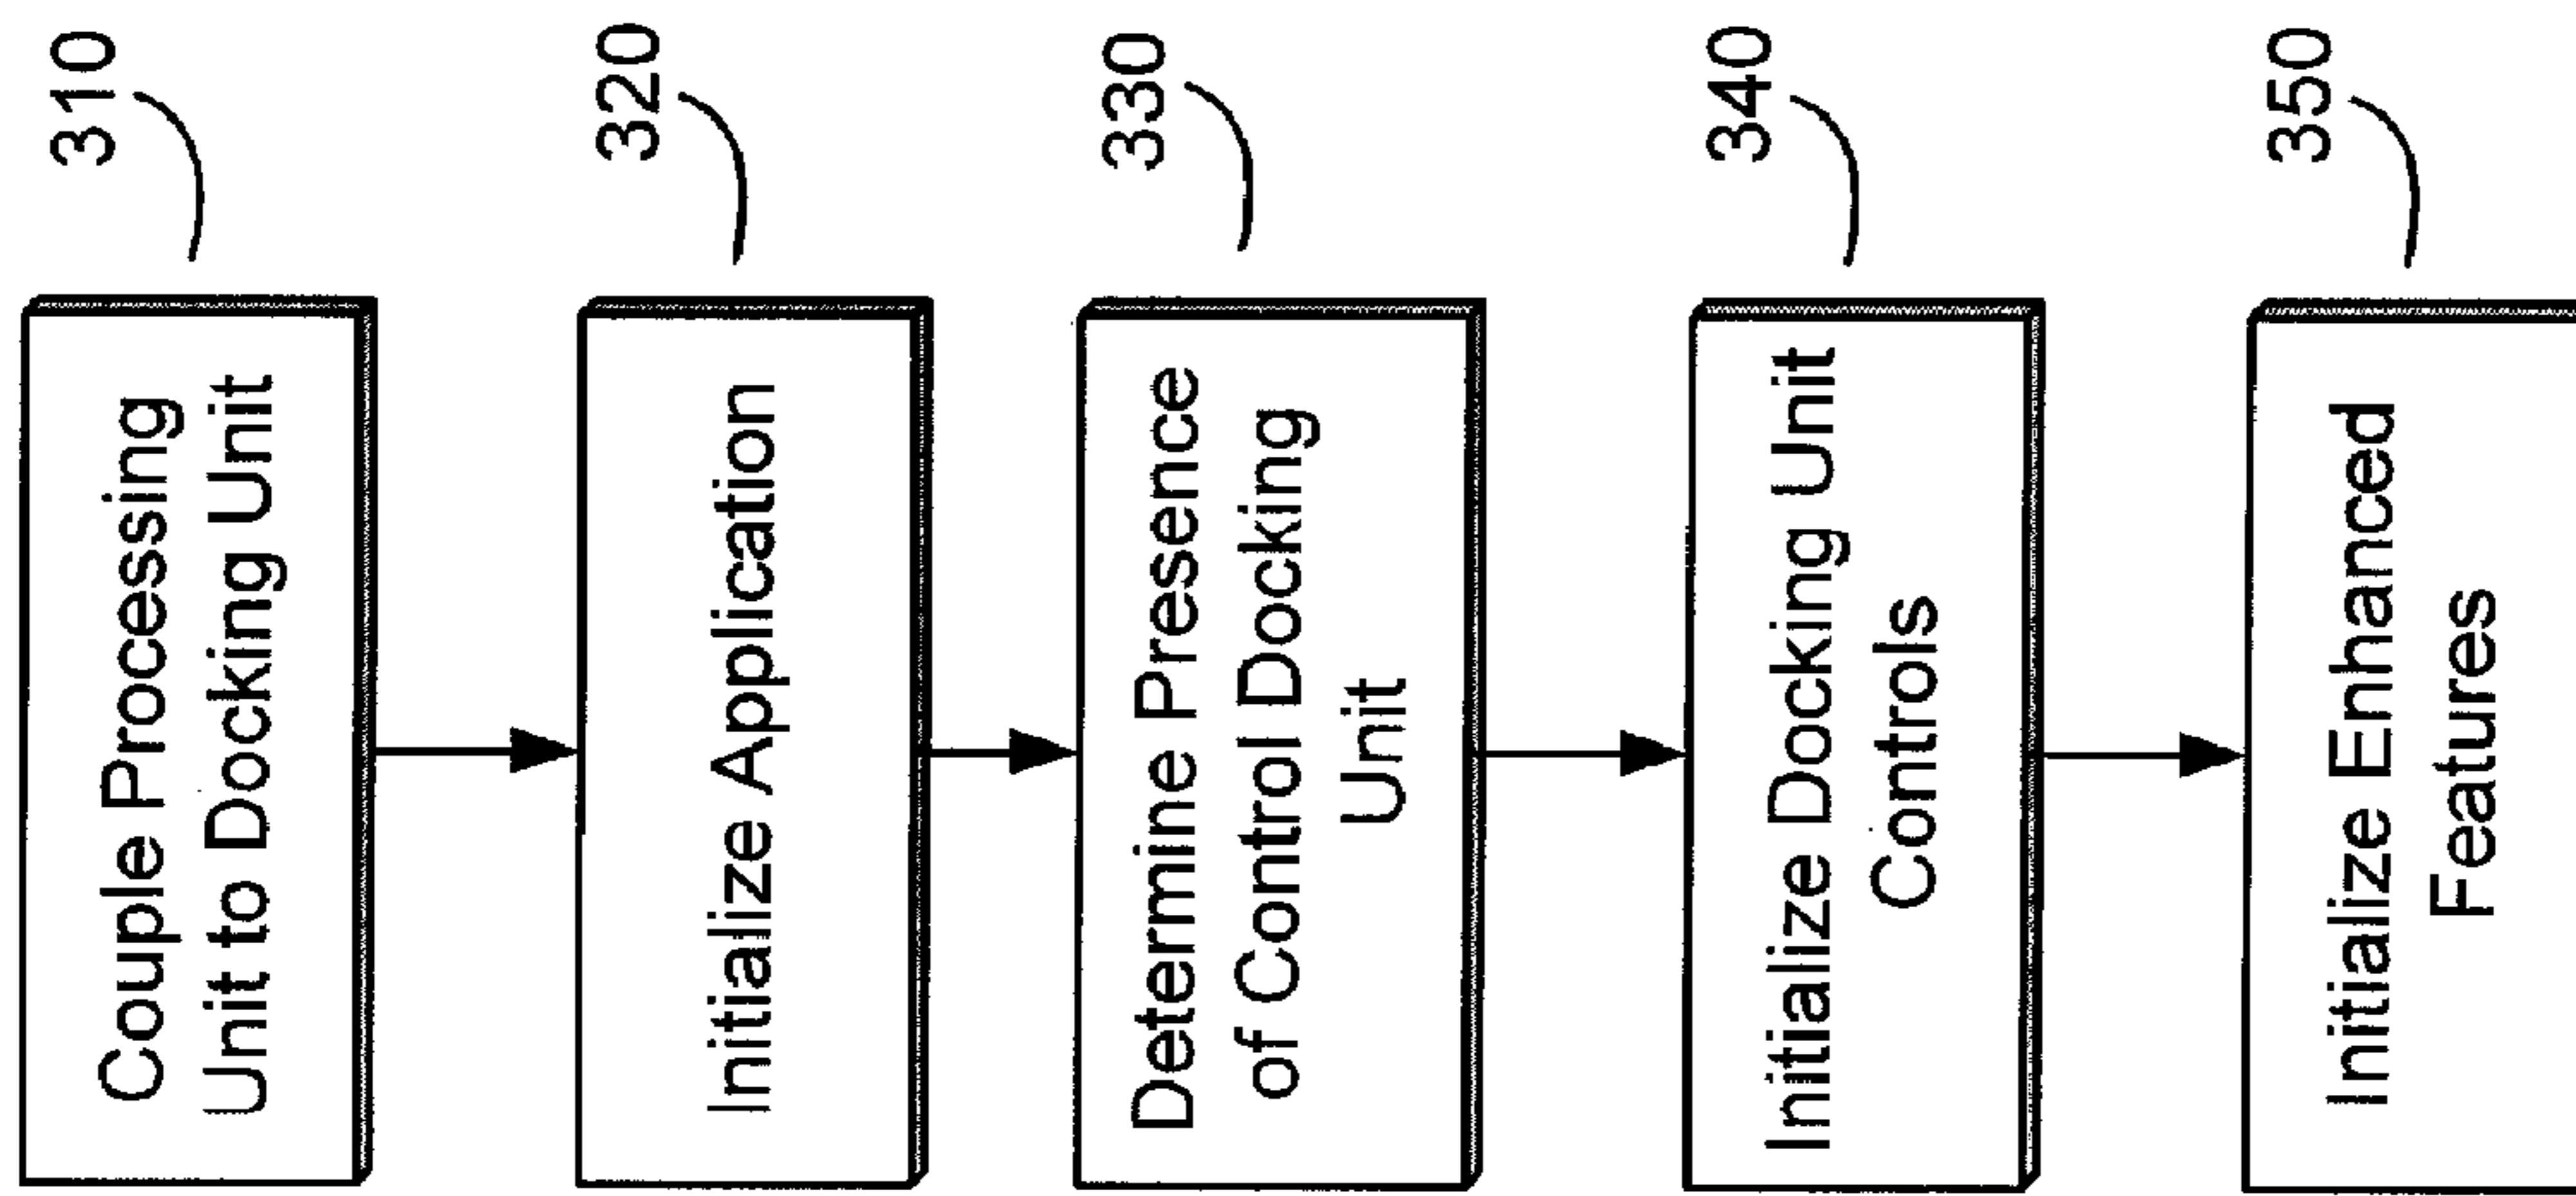 310
Couple Processing
Unit to Docking Unit
320
Initialize Application
330
Determine Presence
of Control Docking
Unit
340
Initialize Docking Unit
Controls
350
Initialize Enhanced
Features